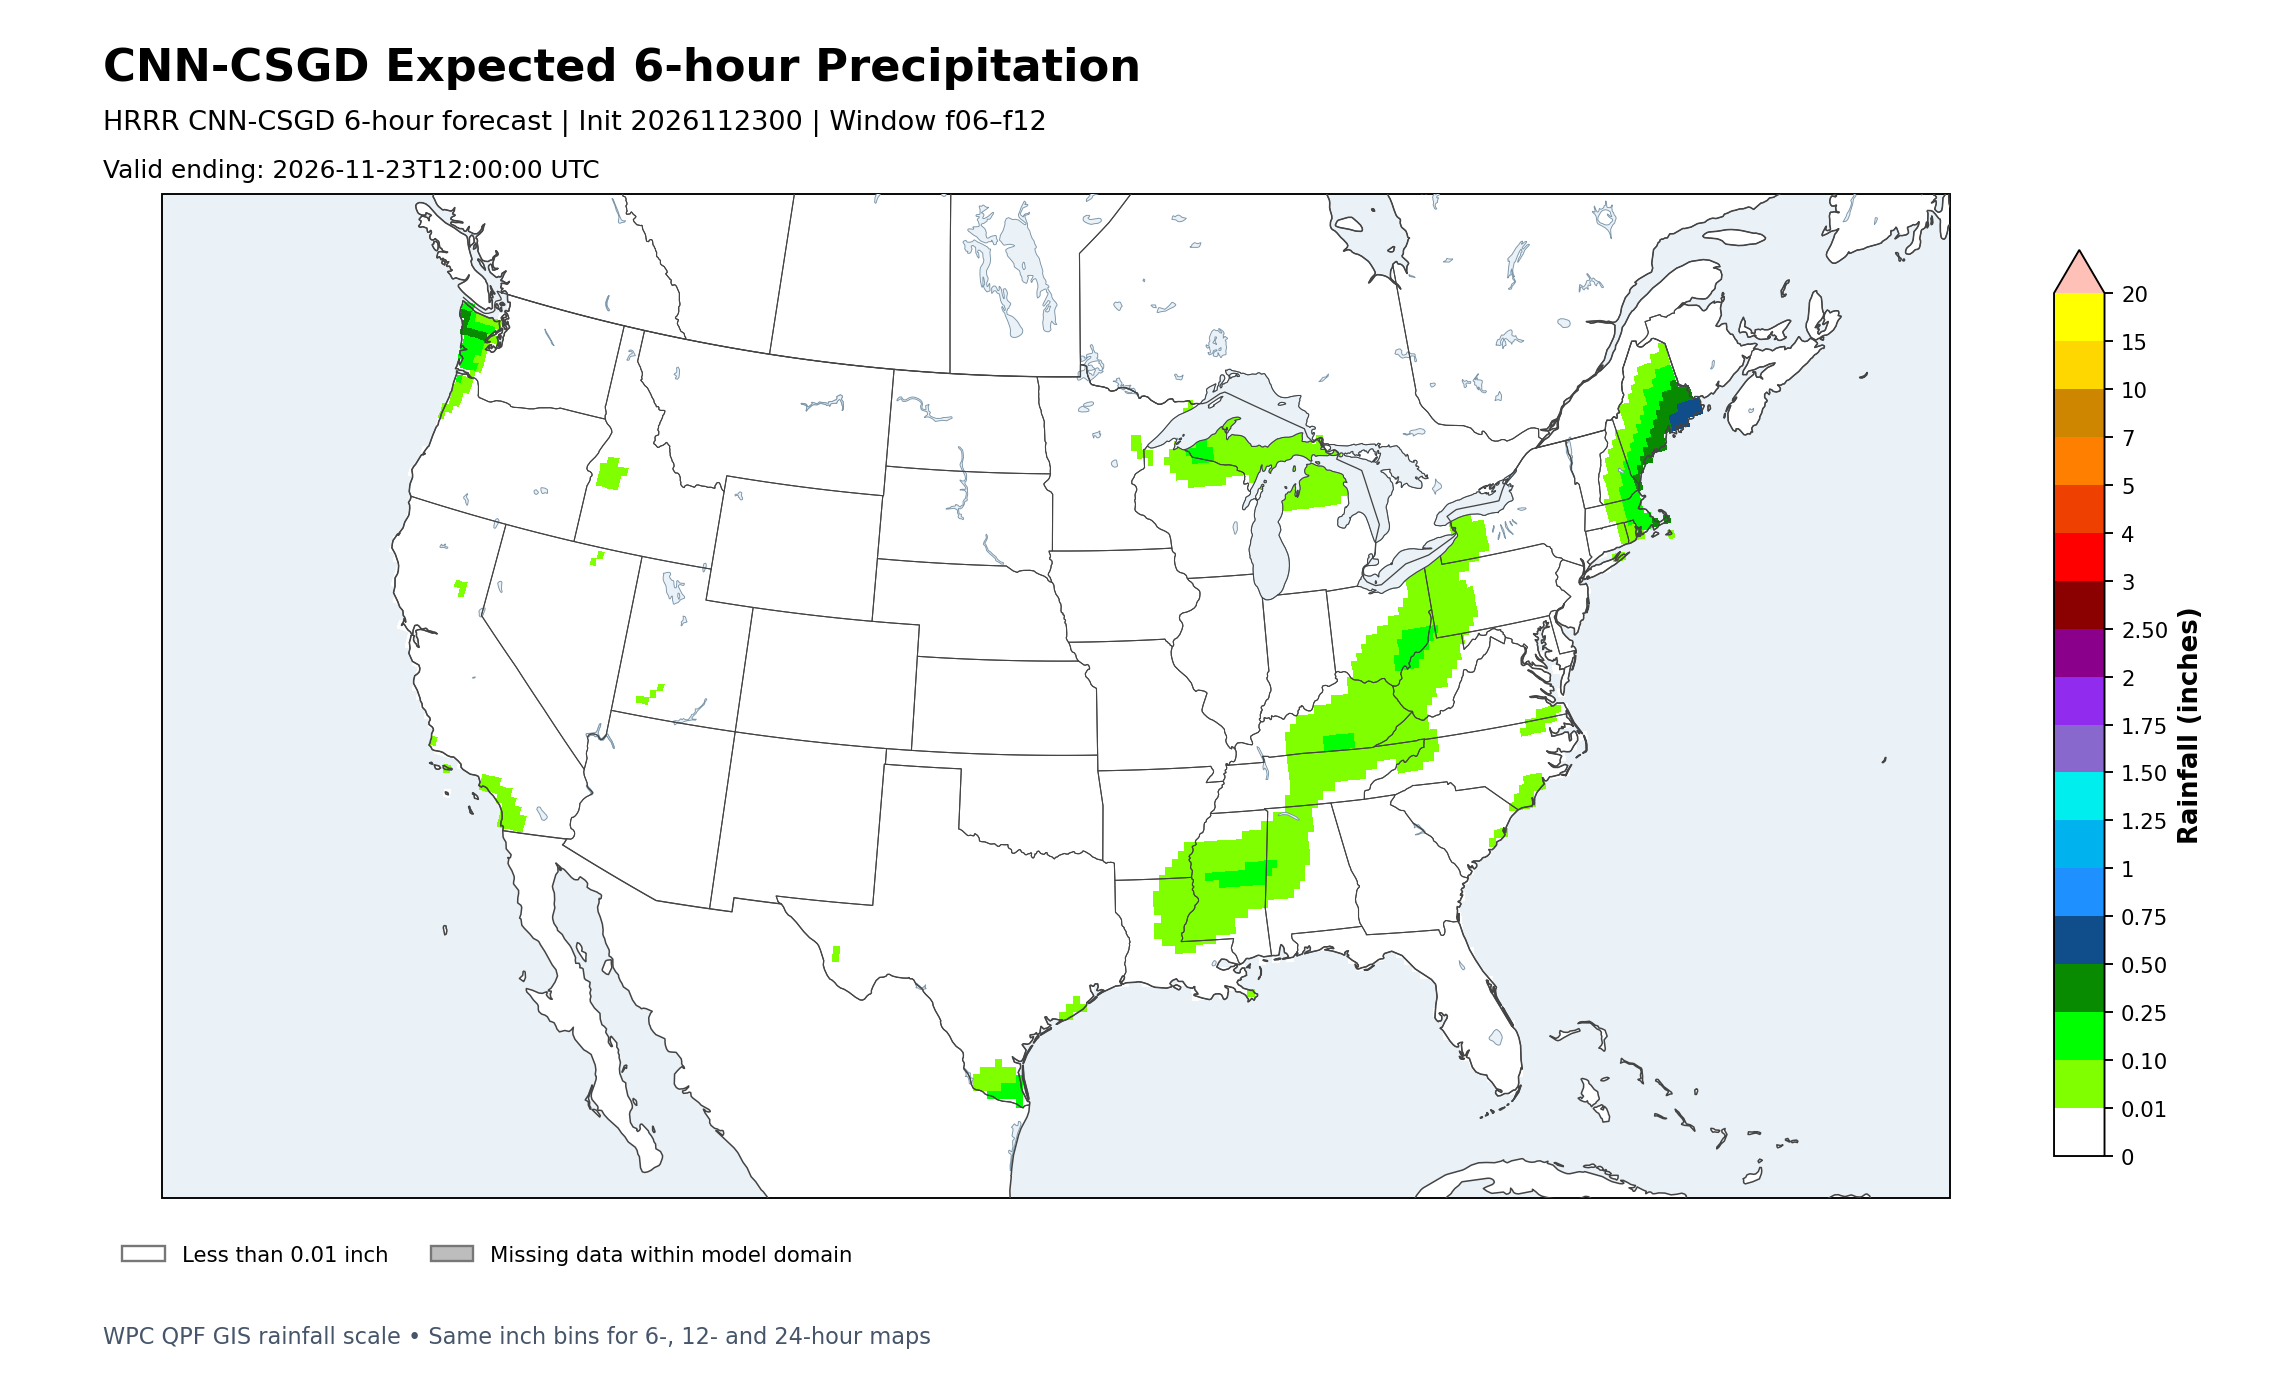 CNN-CSGD Expected 6-hour Precipitation
HRRR CNN-CSGD 6-hour forecast | Init 2026112300 | Window f06–f12
Valid ending: 2026-11-23T12:00:00 UTC
20
15
10
7
5
4
3
2.50
2
1.75
1.50
1.25
1
0.75
0.50
0.25
0.10
0.01
0
Rainfall (inches)
Less than 0.01 inch
Missing data within model domain
WPC QPF GIS rainfall scale • Same inch bins for 6-, 12- and 24-hour maps